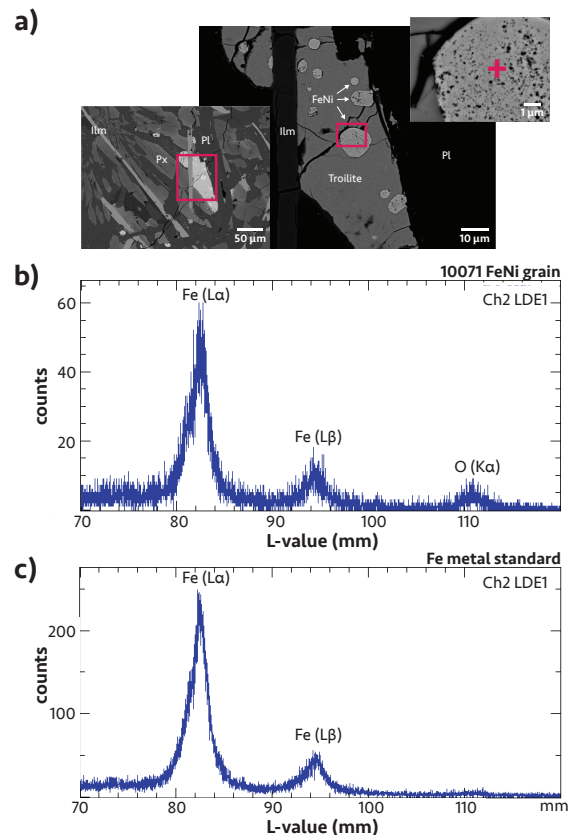 a)
Ilm
Px
Pl
50 µm
Ilm
FeNi
Troilite
Pl
10 µm
1 µm
b)
10071 FeNi grain
Ch2 LDE1
Fe (Lα)
Fe (Lβ)
O (Kα)
counts
60
40
20
70 80 90 100 110
L-value (mm)
c)
Fe metal standard
Ch2 LDE1
Fe (Lα)
Fe (Lβ)
counts
200
100
70 80 90 100 110 mm
L-value (mm)